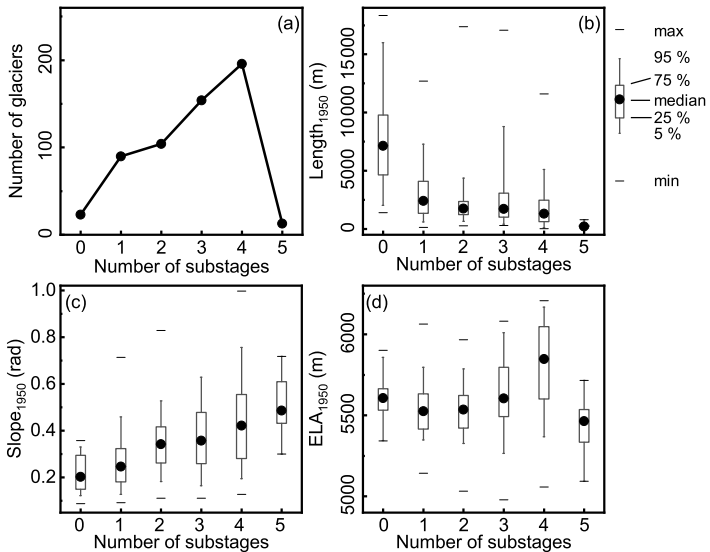 (a)
Number of glaciers
200
100
0
0 1 2 3 4 5
Number of substages
(b)
Length1950 (m)
15000
10000
5000
0
0 1 2 3 4 5
Number of substages
max
95 %
75 %
median
25 %
5 %
min
(c)
Slope1950 (rad)
1.0
0.8
0.6
0.4
0.2
0 1 2 3 4 5
Number of substages
(d)
ELA1950 (m)
6000
5500
5000
0 1 2 3 4 5
Number of substages